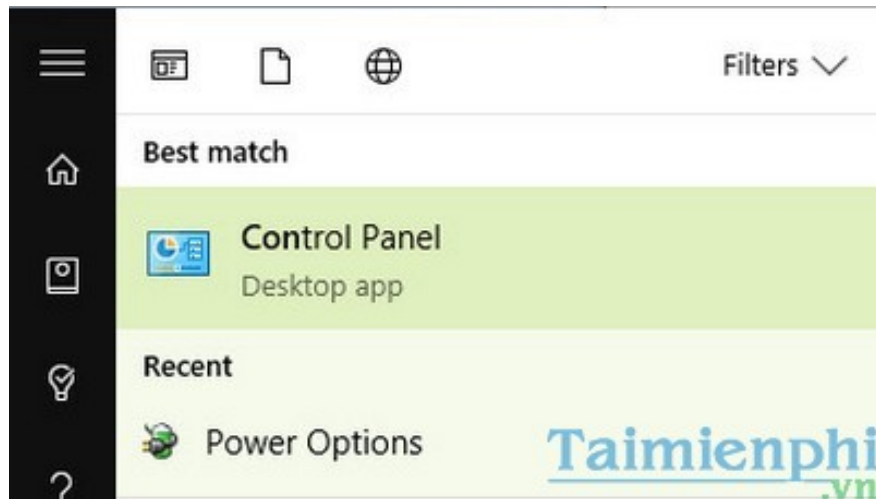 Filters
Best match
Control Panel
Desktop app
Recent
Power Options
Taimienphi
.vn